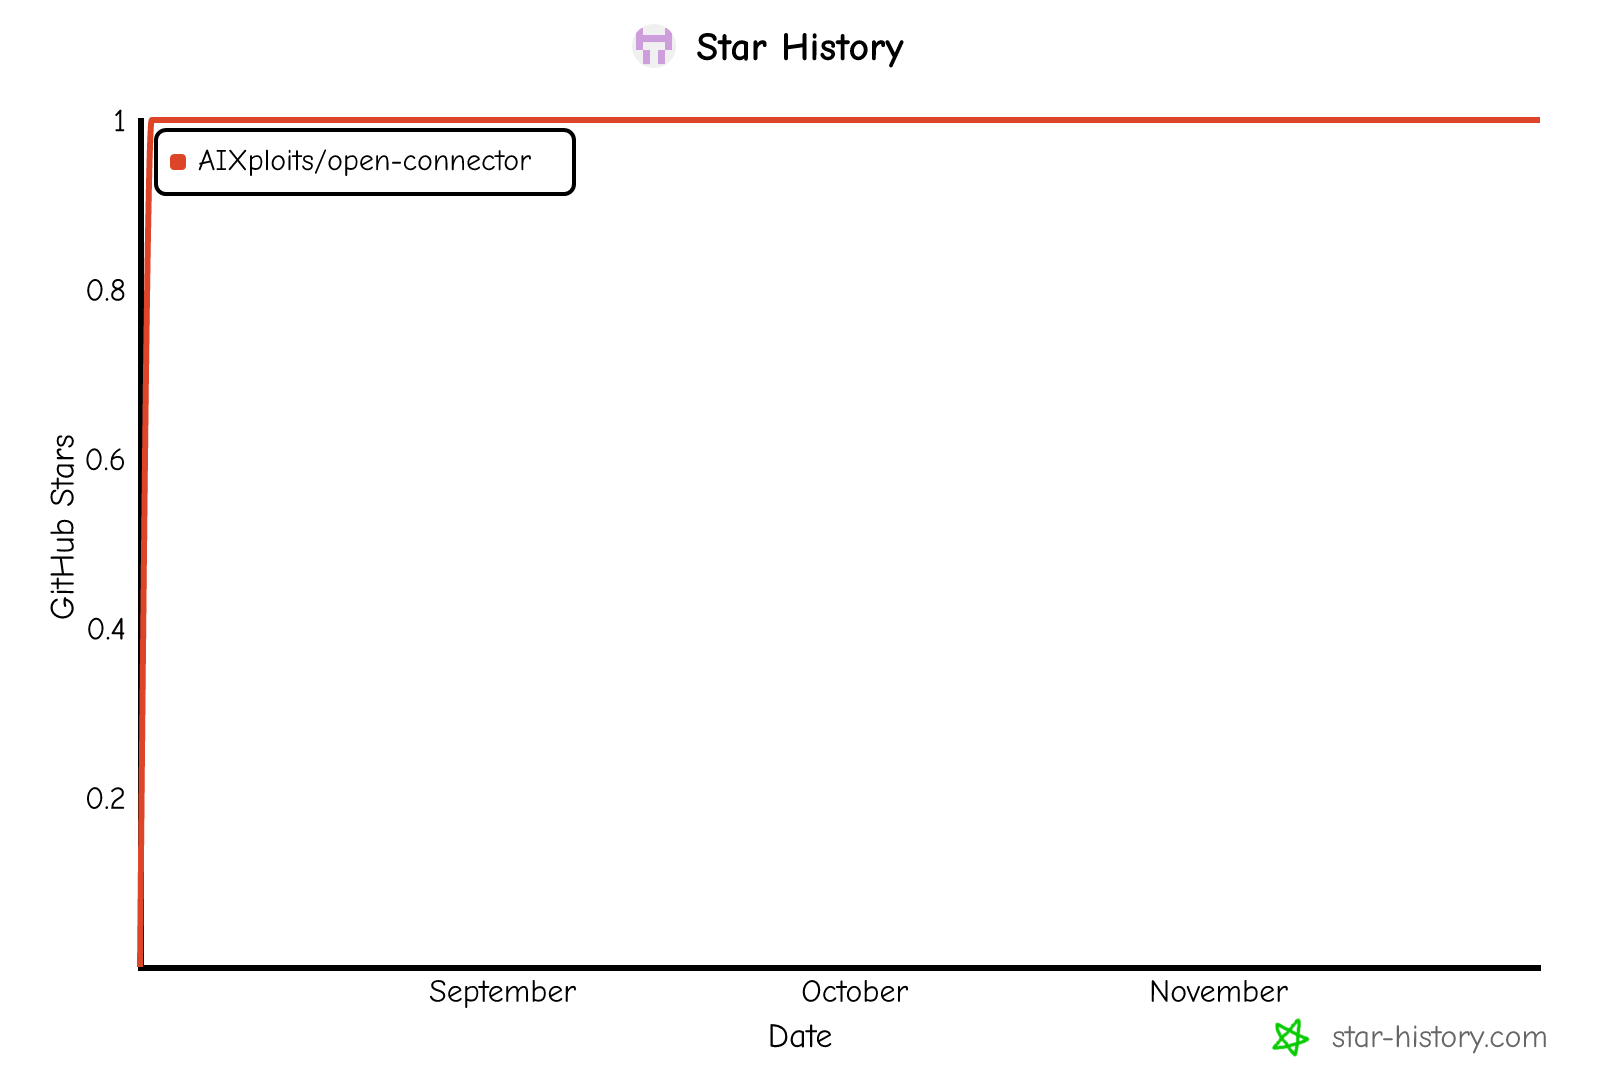 Star History
1
AIXploits/open-connector
0.8
0.6
0.4
0.2
GitHub Stars
September
October
November
Date
star-history.com